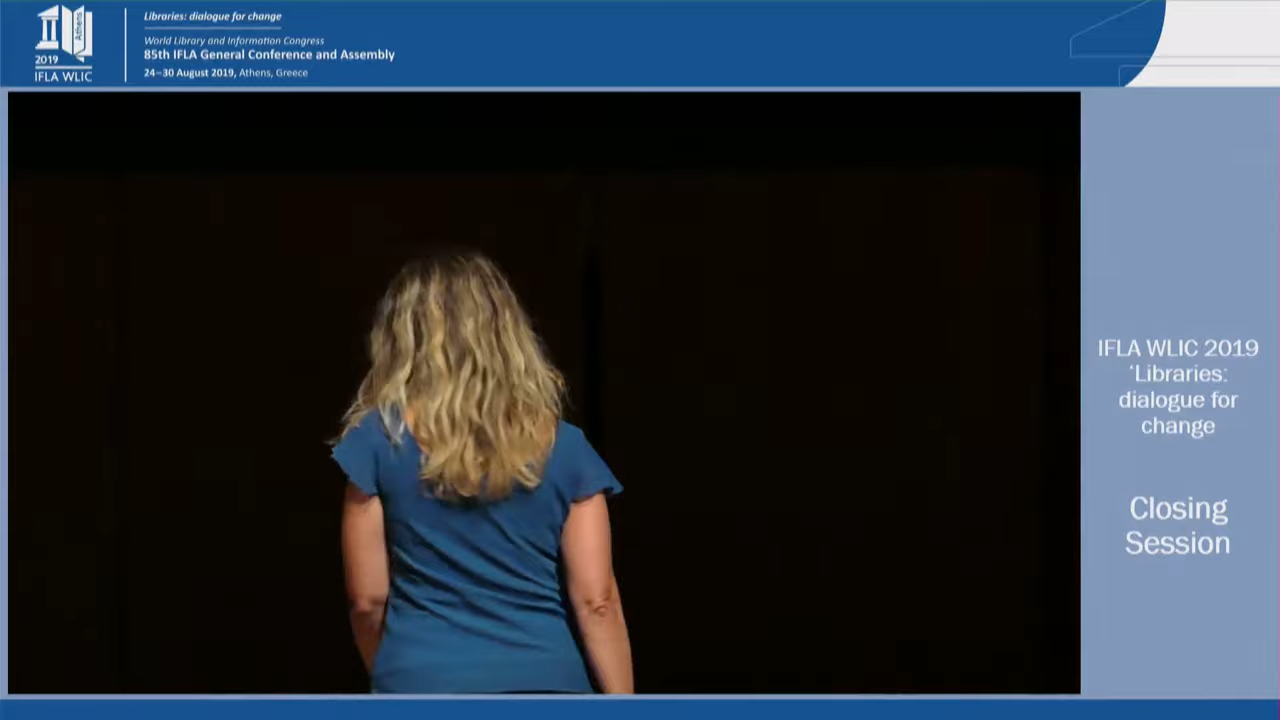 Libraries: dialogue for change
World Library and Information Congress
85th IFLA General Conference and Assembly
24–30 August 2019, Athens, Greece
Athens
2019
IFLA WLIC
IFLA WLIC 2019
‘Libraries:
dialogue for
change
Closing
Session